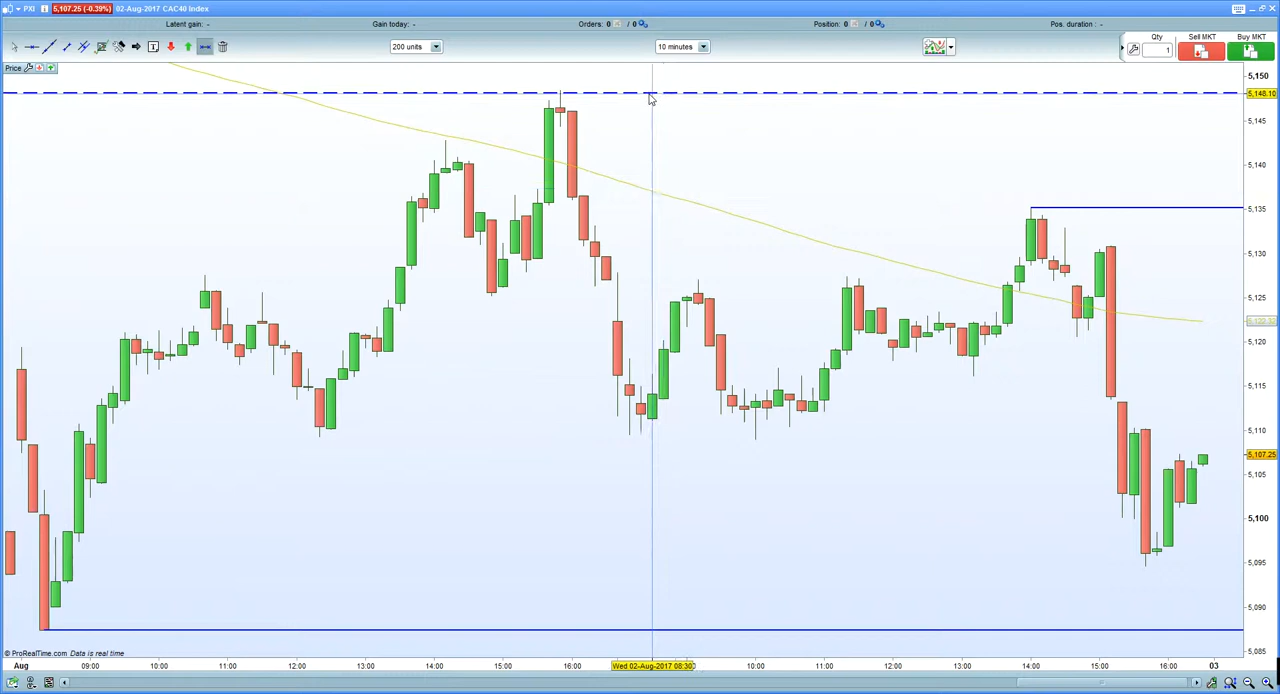 PXI 5,107.25 (-0.39%) 02-Aug-2017 CAC40 Index
Latent gain: - Gain today: - Orders: 0 / 0 Position: 0 / 0 Pos. duration : -
200 units 10 minutes Qty Sell MKT Buy MKT
1
Price
5,150
5,148.10
5,145
5,140
5,135
5,130
5,125
5,120
5,115
5,110
5,107.25
5,105
5,100
5,095
5,090
5,085
© ProRealTime.com Data is real time
Aug 09:00 10:00 11:00 12:00 13:00 14:00 15:00 16:00 Wed 02-Aug-2017 08:30 10:00 11:00 12:00 13:00 14:00 15:00 16:00 03